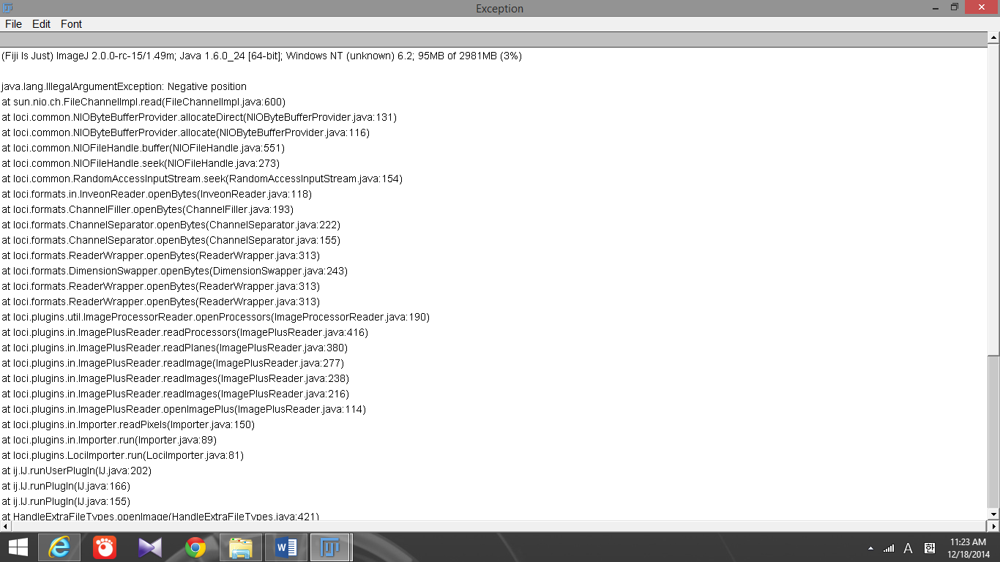 Exception
File Edit Font
(Fiji Is Just) ImageJ 2.0.0-rc-15/1.49m; Java 1.6.0_24 [64-bit]; Windows NT (unknown) 6.2; 95MB of 2981MB (3%)
java.lang.IllegalArgumentException: Negative position
at sun.nio.ch.FileChannelImpl.read(FileChannelImpl.java:600)
at loci.common.NIOByteBufferProvider.allocateDirect(NIOByteBufferProvider.java:131)
at loci.common.NIOByteBufferProvider.allocate(NIOByteBufferProvider.java:116)
at loci.common.NIOFileHandle.buffer(NIOFileHandle.java:551)
at loci.common.NIOFileHandle.seek(NIOFileHandle.java:273)
at loci.common.RandomAccessInputStream.seek(RandomAccessInputStream.java:154)
at loci.formats.in.InveonReader.openBytes(InveonReader.java:118)
at loci.formats.ChannelFiller.openBytes(ChannelFiller.java:193)
at loci.formats.ChannelSeparator.openBytes(ChannelSeparator.java:222)
at loci.formats.ChannelSeparator.openBytes(ChannelSeparator.java:155)
at loci.formats.ReaderWrapper.openBytes(ReaderWrapper.java:313)
at loci.formats.DimensionSwapper.openBytes(DimensionSwapper.java:243)
at loci.formats.ReaderWrapper.openBytes(ReaderWrapper.java:313)
at loci.formats.ReaderWrapper.openBytes(ReaderWrapper.java:313)
at loci.plugins.util.ImageProcessorReader.openProcessors(ImageProcessorReader.java:190)
at loci.plugins.in.ImagePlusReader.readProcessors(ImagePlusReader.java:416)
at loci.plugins.in.ImagePlusReader.readPlanes(ImagePlusReader.java:380)
at loci.plugins.in.ImagePlusReader.readImage(ImagePlusReader.java:277)
at loci.plugins.in.ImagePlusReader.readImages(ImagePlusReader.java:238)
at loci.plugins.in.ImagePlusReader.readImages(ImagePlusReader.java:216)
at loci.plugins.in.ImagePlusReader.openImagePlus(ImagePlusReader.java:114)
at loci.plugins.in.Importer.readPixels(Importer.java:150)
at loci.plugins.in.Importer.run(Importer.java:89)
at loci.plugins.LociImporter.run(LociImporter.java:81)
at ij.IJ.runUserPlugIn(IJ.java:202)
at ij.IJ.runPlugIn(IJ.java:166)
at ij.IJ.runPlugIn(IJ.java:155)
at HandleExtraFileTypes.openImage(HandleExtraFileTypes.java:421)
A 한 11:23 AM
12/18/2014